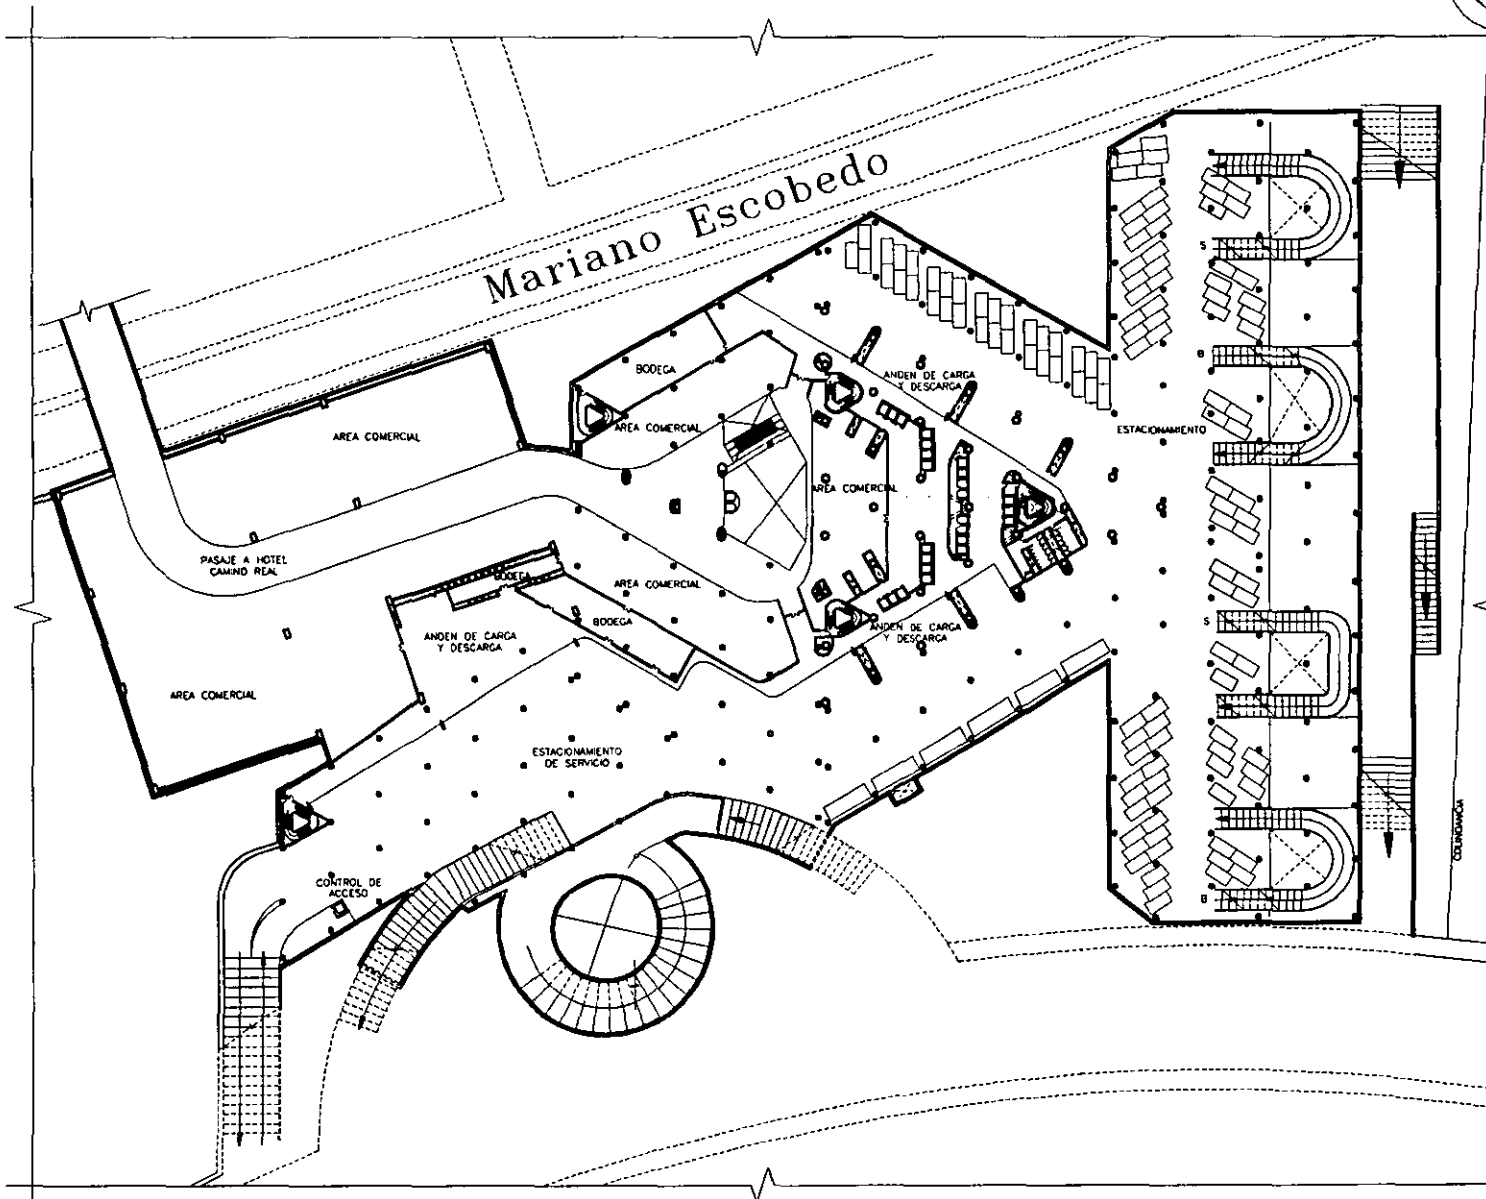 Mariano Escobedo
BODEGA
ANDEN DE CARGA
Y DESCARGA
AREA COMERCIAL
AREA COMERCIAL
ESTACIONAMIENTO
AREA COMERCIAL
PASAJE A HOTEL
CAMINO REAL
BODEGA
AREA COMERCIAL
BODEGA
ANDEN DE CARGA
Y DESCARGA
ANDEN DE CARGA
Y DESCARGA
AREA COMERCIAL
ESTACIONAMIENTO
DE SERVICIO
CONTROL DE
ACCESO
S
B
S
B
COLINDANCIA